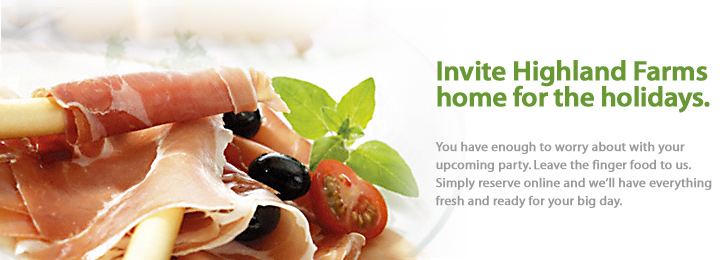 Invite Highland Farms
home for the holidays.
You have enough to worry about with your
upcoming party. Leave the finger food to us.
Simply reserve online and we'll have everything
fresh and ready for your big day.